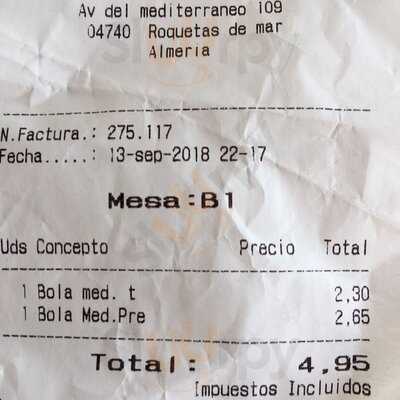 Av del mediterraneo 109
04740 Roquetas de mar
Almeria
N.Factura.: 275.117
Fecha.....: 13-sep-2018 22-17
Mesa:B1
Uds Concepto Precio Total
1 Bola med. t 2,30
1 Bola Med.Pre 2,65
Total: 4,95
Impuestos Incluidos